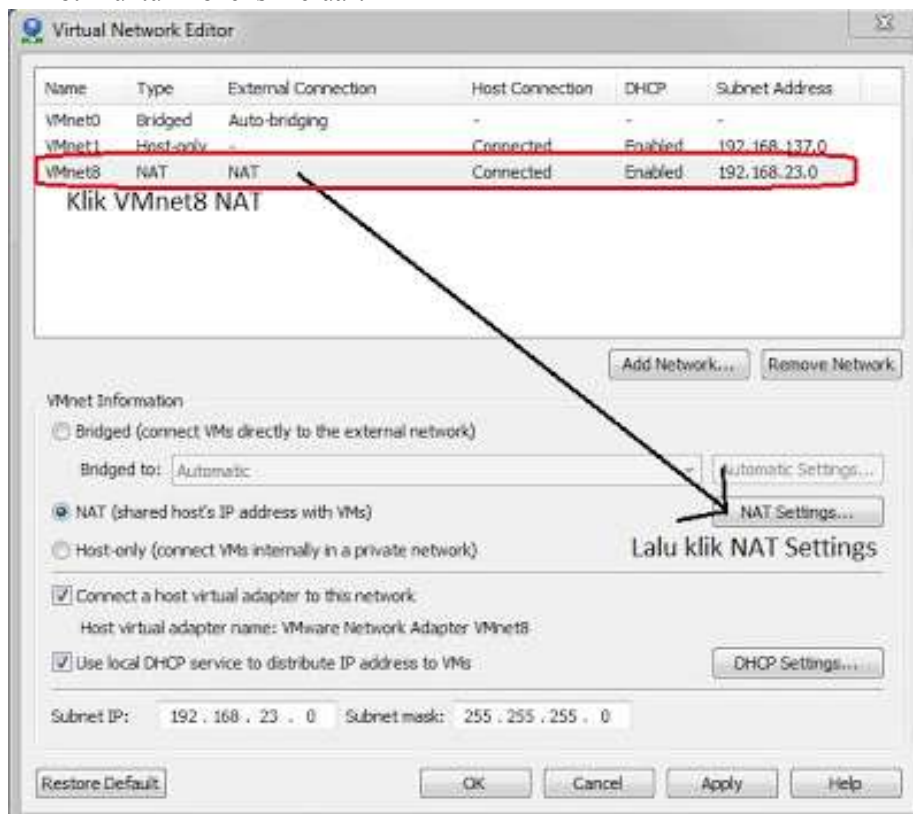 Virtual Network Editor
Name Type External Connection Host Connection DHCP Subnet Address
VMnet0 Bridged Auto-bridging - - -
VMnet1 Host-only - Connected Enabled 192.168.137.0
VMnet8 NAT NAT Connected Enabled 192.168.23.0
Klik VMnet8 NAT
Add Network... Remove Network
VMnet Information
Bridged (connect VMs directly to the external network)
Bridged to: Automatic Automatic Settings...
NAT (shared host's IP address with VMs) NAT Settings...
Host-only (connect VMs internally in a private network)
Lalu klik NAT Settings
Connect a host virtual adapter to this network
Host virtual adapter name: VMware Network Adapter VMnet8
Use local DHCP service to distribute IP address to VMs DHCP Settings...
Subnet IP: 192 . 168 . 23 . 0 Subnet mask: 255 . 255 . 255 . 0
Restore Default OK Cancel Apply Help